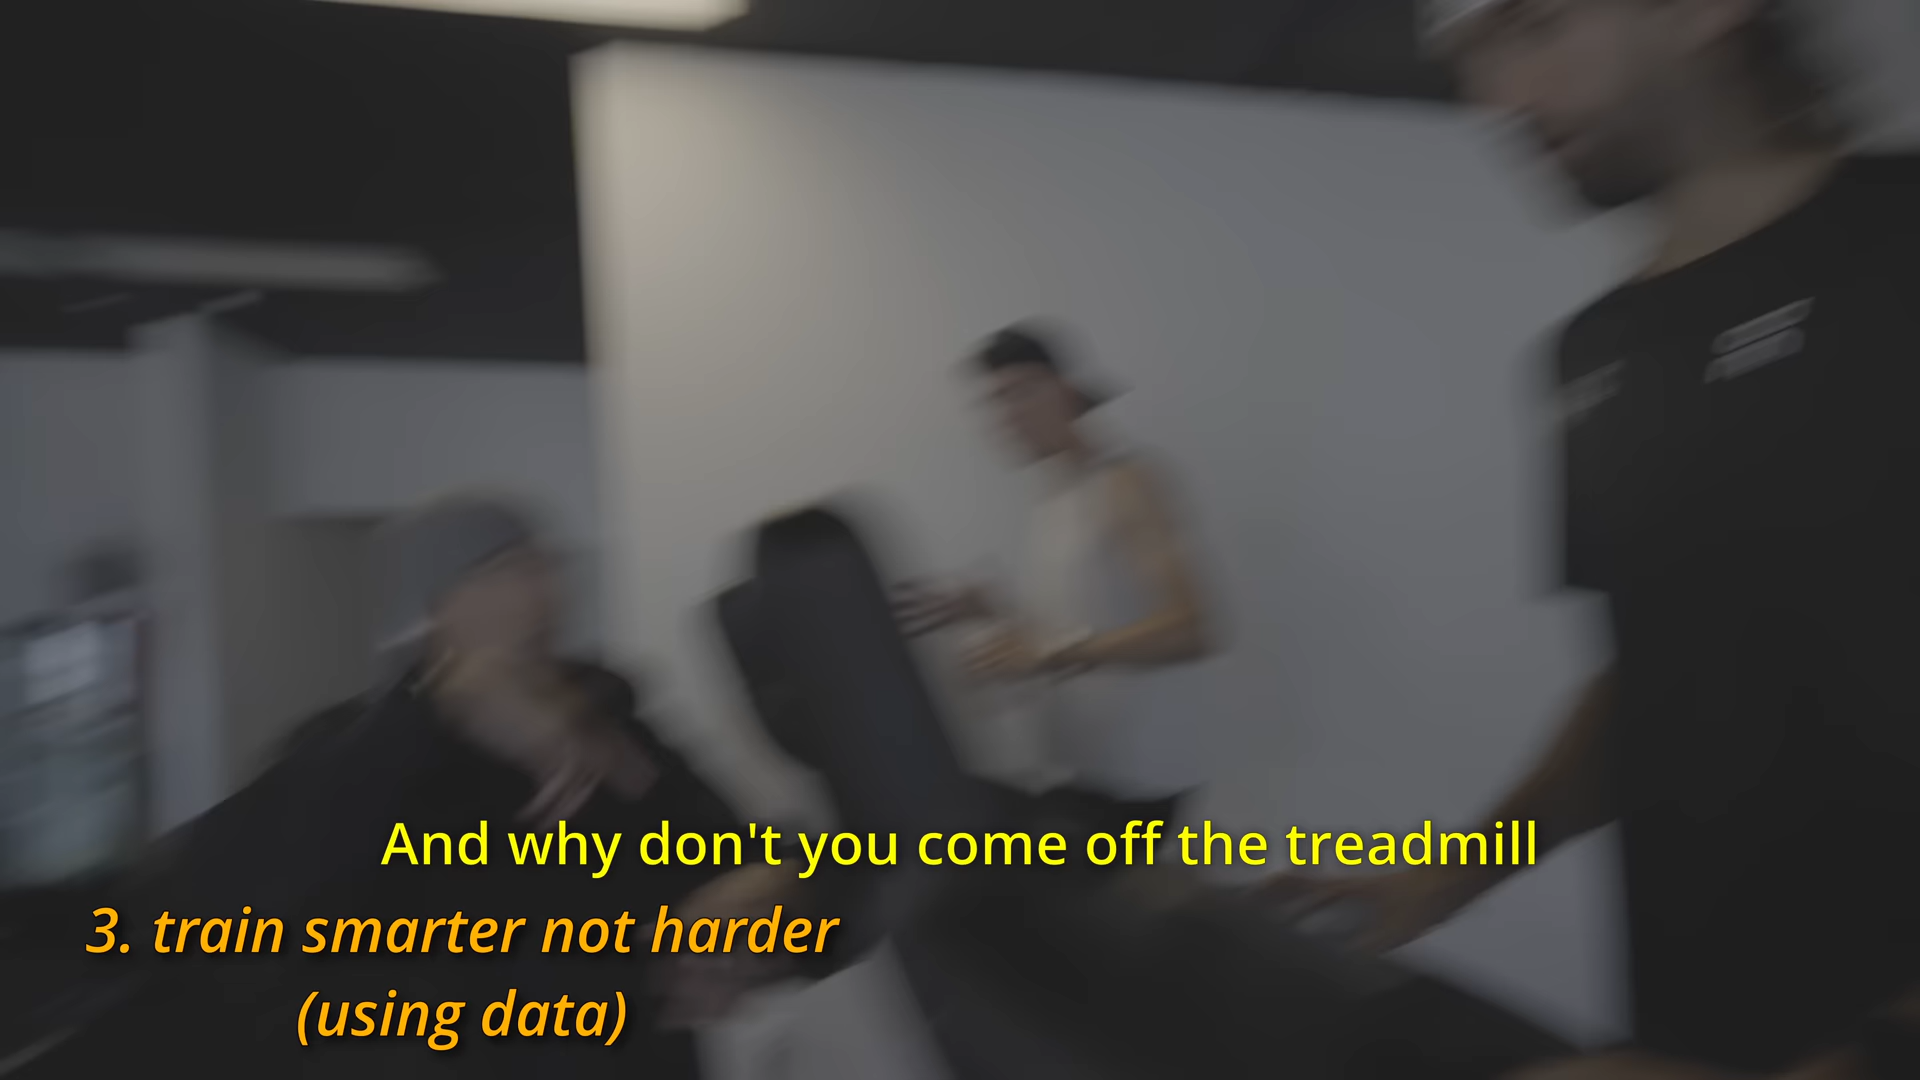 And why don't you come off the treadmill
3. train smarter not harder
(using data)